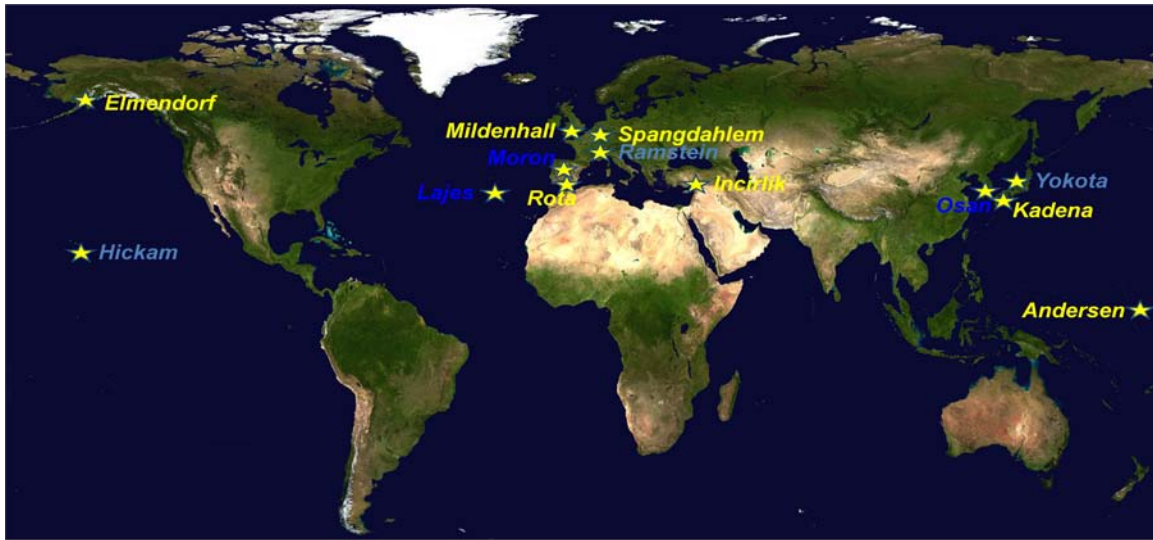 Elmendorf
Mildenhall
Spangdahlem
Moron
Ramstein
Lajes
Rota
Incirlik
Yokota
Osan
Kadena
Hickam
Andersen